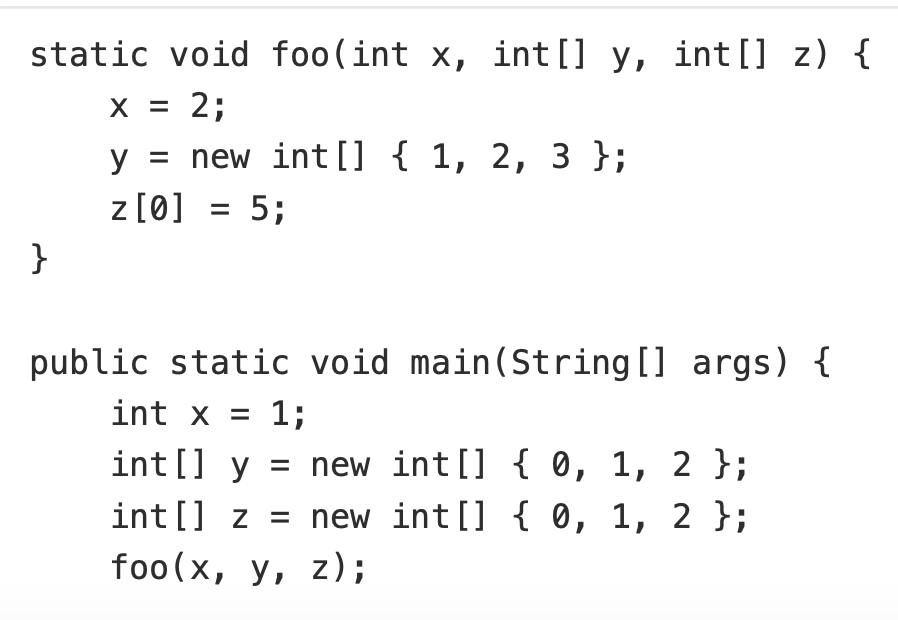 static void foo(int x, int[] y, int[] z) {
    x = 2;
    y = new int[] { 1, 2, 3 };
    z[0] = 5;
}

public static void main(String[] args) {
    int x = 1;
    int[] y = new int[] { 0, 1, 2 };
    int[] z = new int[] { 0, 1, 2 };
    foo(x, y, z);